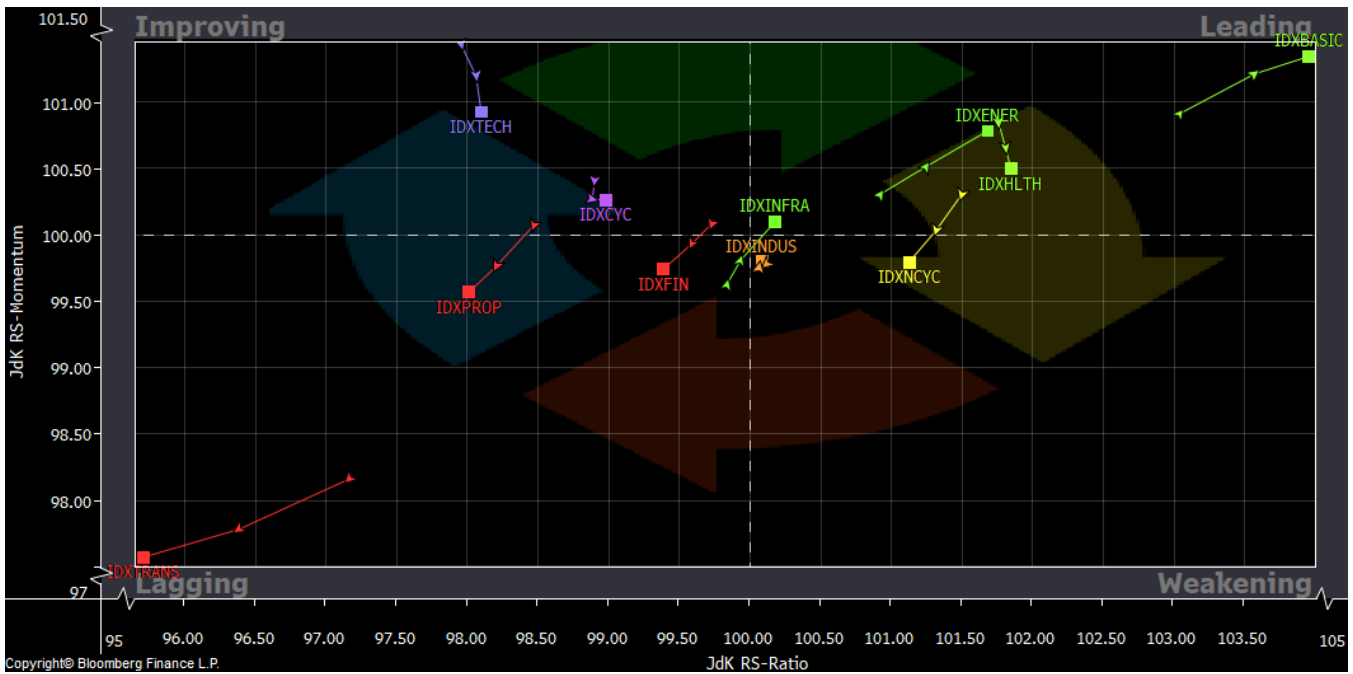 101.50
Improving
Leading
IDXBASIC
101.00
IDXTECH
IDXENER
100.50
IDXHLTH
IDXCYC
IDXINFRA
100.00
IDXINDUS
IDXFIN
IDXNCYC
IDXPROP
99.50
99.00
98.50
98.00
JdK RS-Momentum
IDXTRANS
97
Lagging
Weakening
95 96.00 96.50 97.00 97.50 98.00 98.50 99.00 99.50 100.00 100.50 101.00 101.50 102.00 102.50 103.00 103.50 105
Copyright© Bloomberg Finance L.P.
JdK RS-Ratio